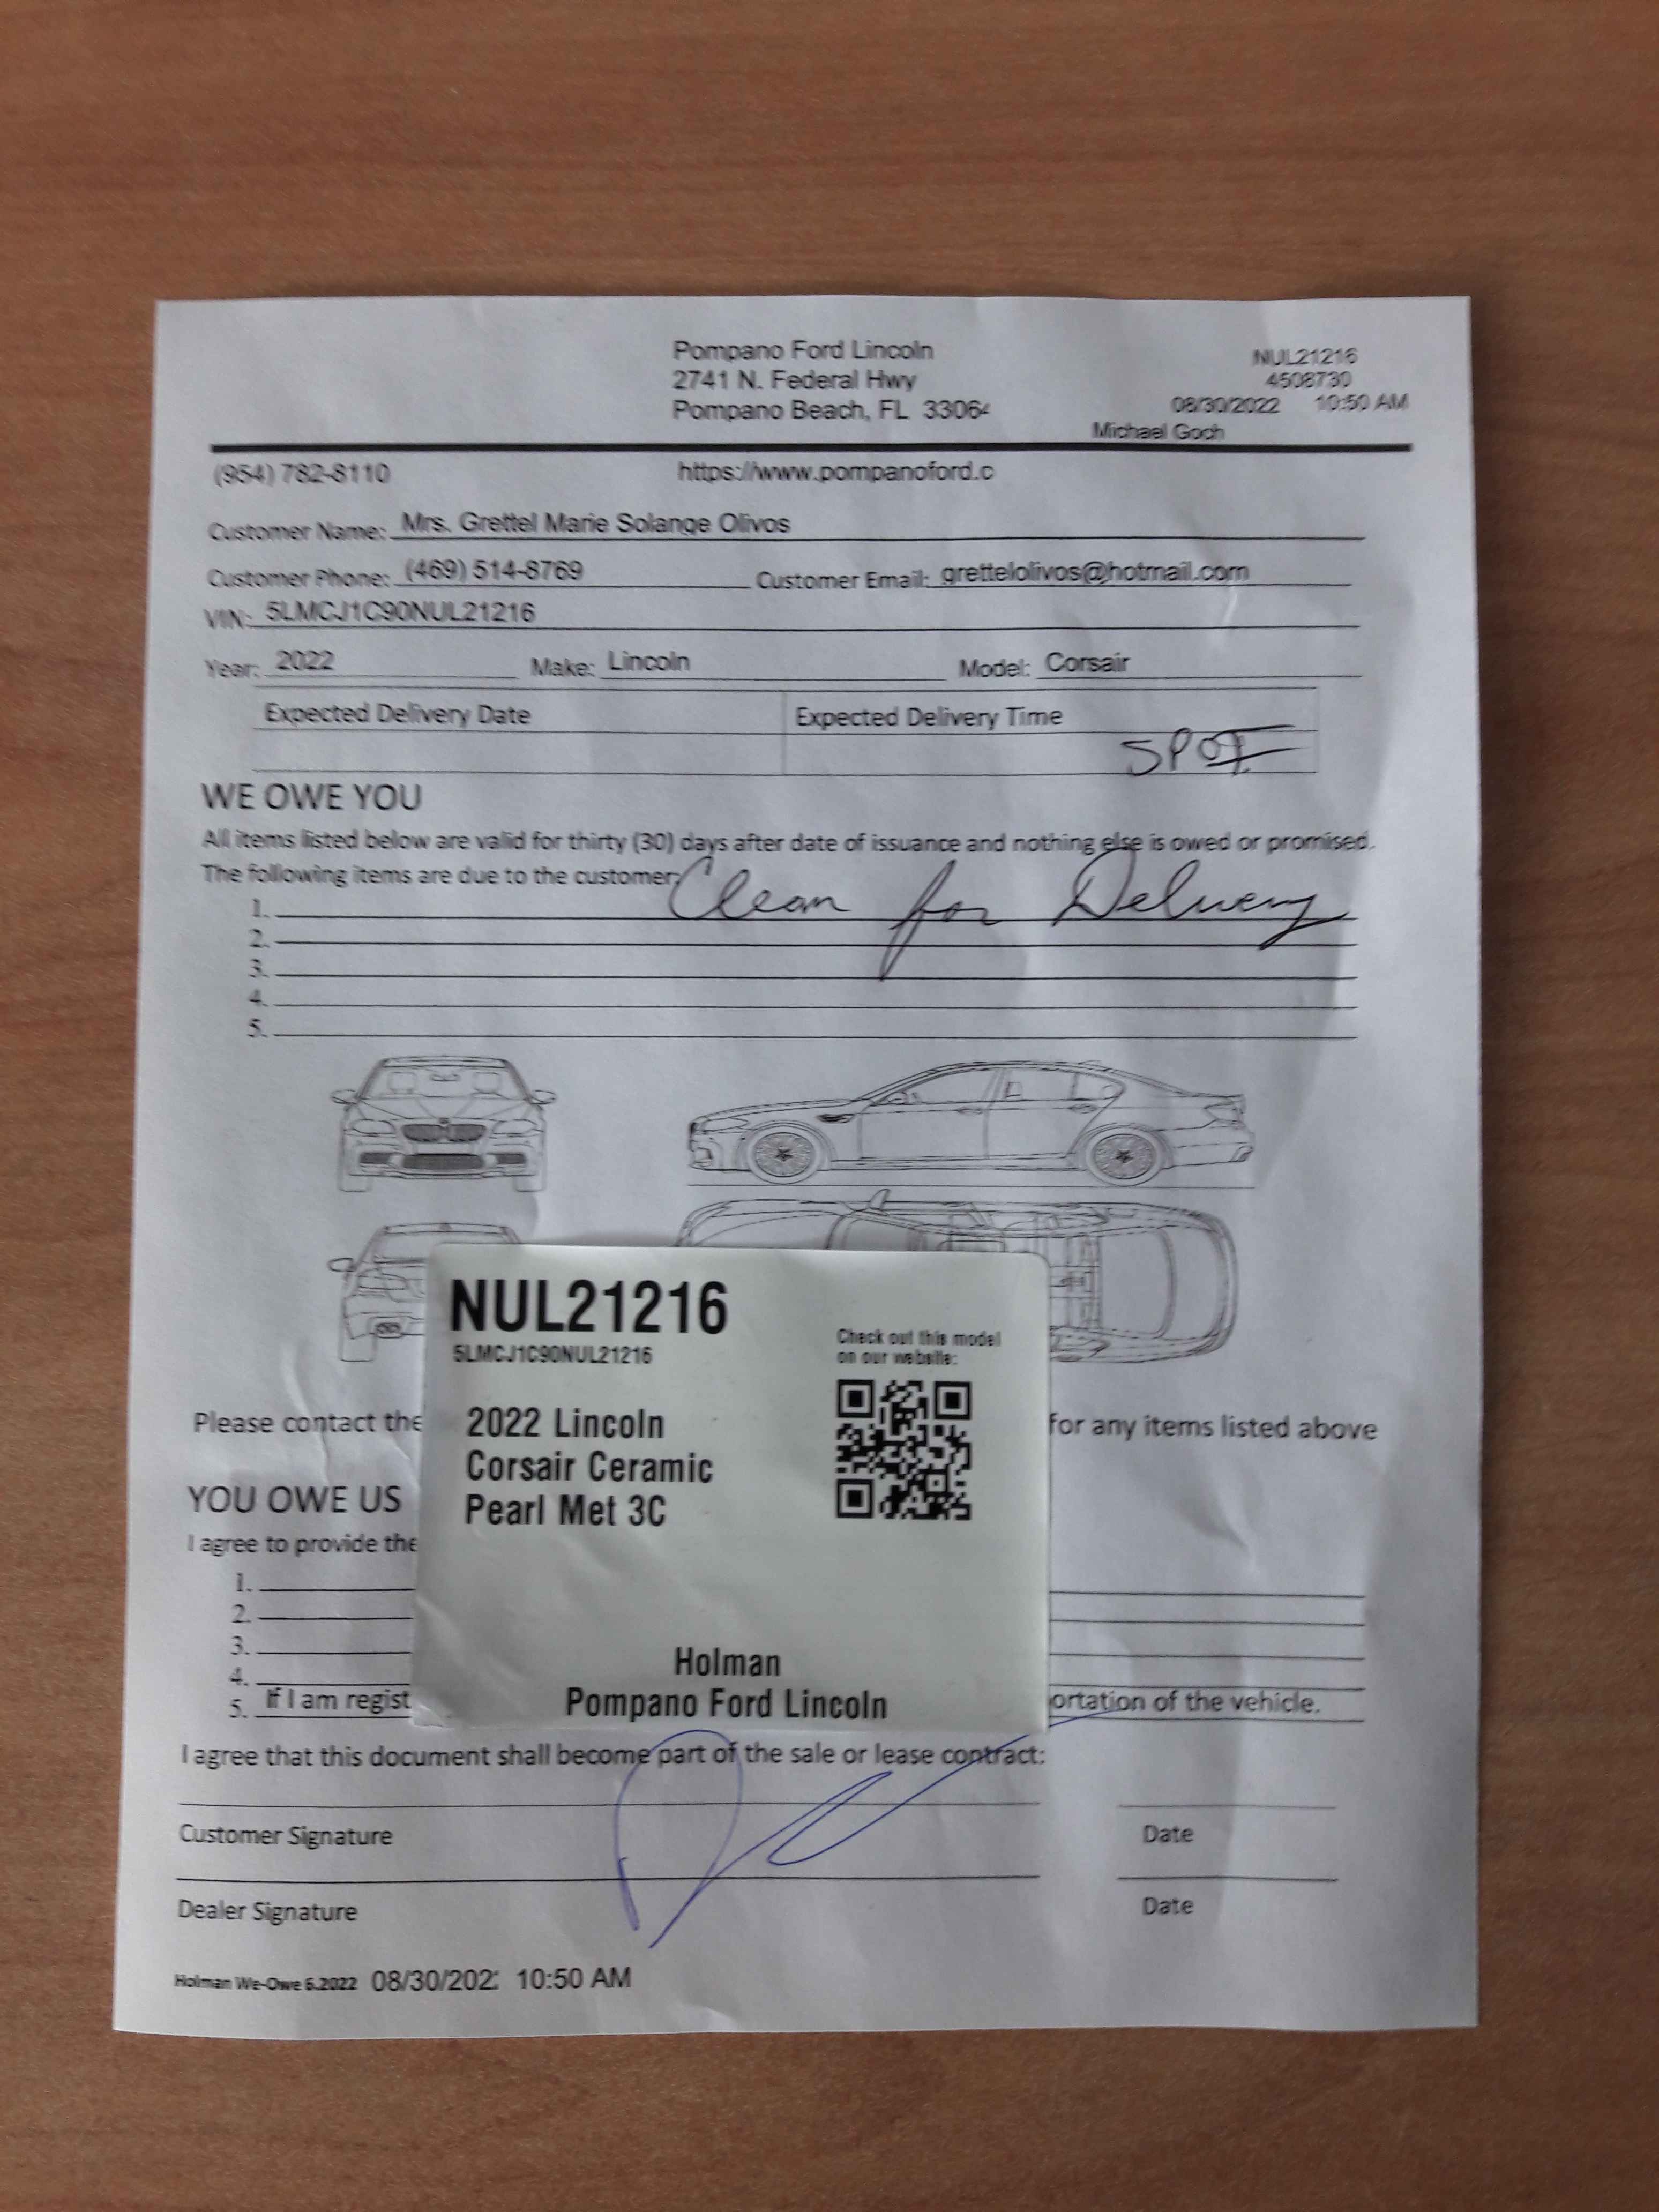 Pompano Ford Lincoln
2741 N. Federal Hwy
Pompano Beach, FL 33064
NUL21216
4508730
08/30/2022 10:50 AM
Michael Goch
(954) 782-8110 https://www.pompanoford.c
Customer Name: Mrs. Grettel Marie Solange Olivos
Customer Phone: (469) 514-8769 Customer Email: grettelolivos@hotmail.com
VIN: 5LMCJ1C90NUL21216
Year: 2022 Make: Lincoln Model: Corsair
Expected Delivery Date Expected Delivery Time
SPOT
WE OWE YOU
All items listed below are valid for thirty (30) days after date of issuance and nothing else is owed or promised.
The following items are due to the customer:
1. Clean for Delivery
2.
3.
4.
5.
NUL21216
5LMCJ1C90NUL21216
Check out this model
on our website:
2022 Lincoln
Corsair Ceramic
Pearl Met 3C
Holman
Pompano Ford Lincoln
Please contact the for any items listed above
YOU OWE US
I agree to provide the
1.
2.
3.
4.
5. If I am regist ortation of the vehicle.
I agree that this document shall become part of the sale or lease contract:
Customer Signature Date
Dealer Signature Date
Holman We-Owe 6.2022 08/30/202 10:50 AM